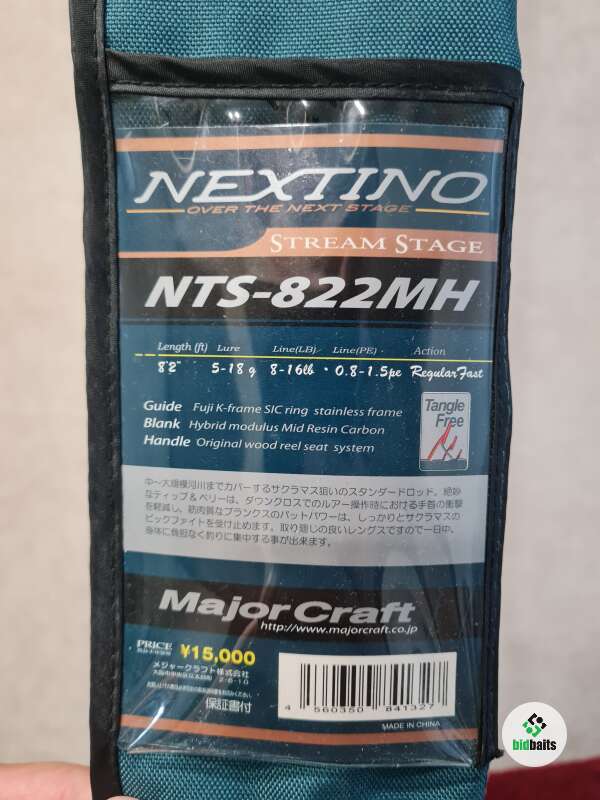 NEXTINO
OVER THE NEXT STAGE
STREAM STAGE
NTS-822MH
Length (ft) Lure Line(LB) Line(PE) Action
8'2" 5-18g 8-16lb · 0.8-1.5pe Regular Fast
Guide Fuji K-frame SIC ring stainless frame
Blank Hybrid modulus Mid Resin Carbon
Handle Original wood reel seat system
Tangle
Free
中〜大規模河川までカバーするサクラマス狙いのスタンダードロッド。絶妙
なティップ&ベリーは、ダウンクロスでのルアー操作時における手首の衝撃
を軽減し、筋肉質なブランクスのバットパワーは、しっかりとサクラマスの
ビッグファイトを受け止めます。取り廻しの良いレングスですので一日中、
身体に負担なく釣りに集中する事が出来ます。
Major Craft
http://www.majorcraft.co.jp
PRICE ¥15,000
メジャークラフト株式会社
保証書付
4 560350 841327
MADE IN CHINA
bidbaits